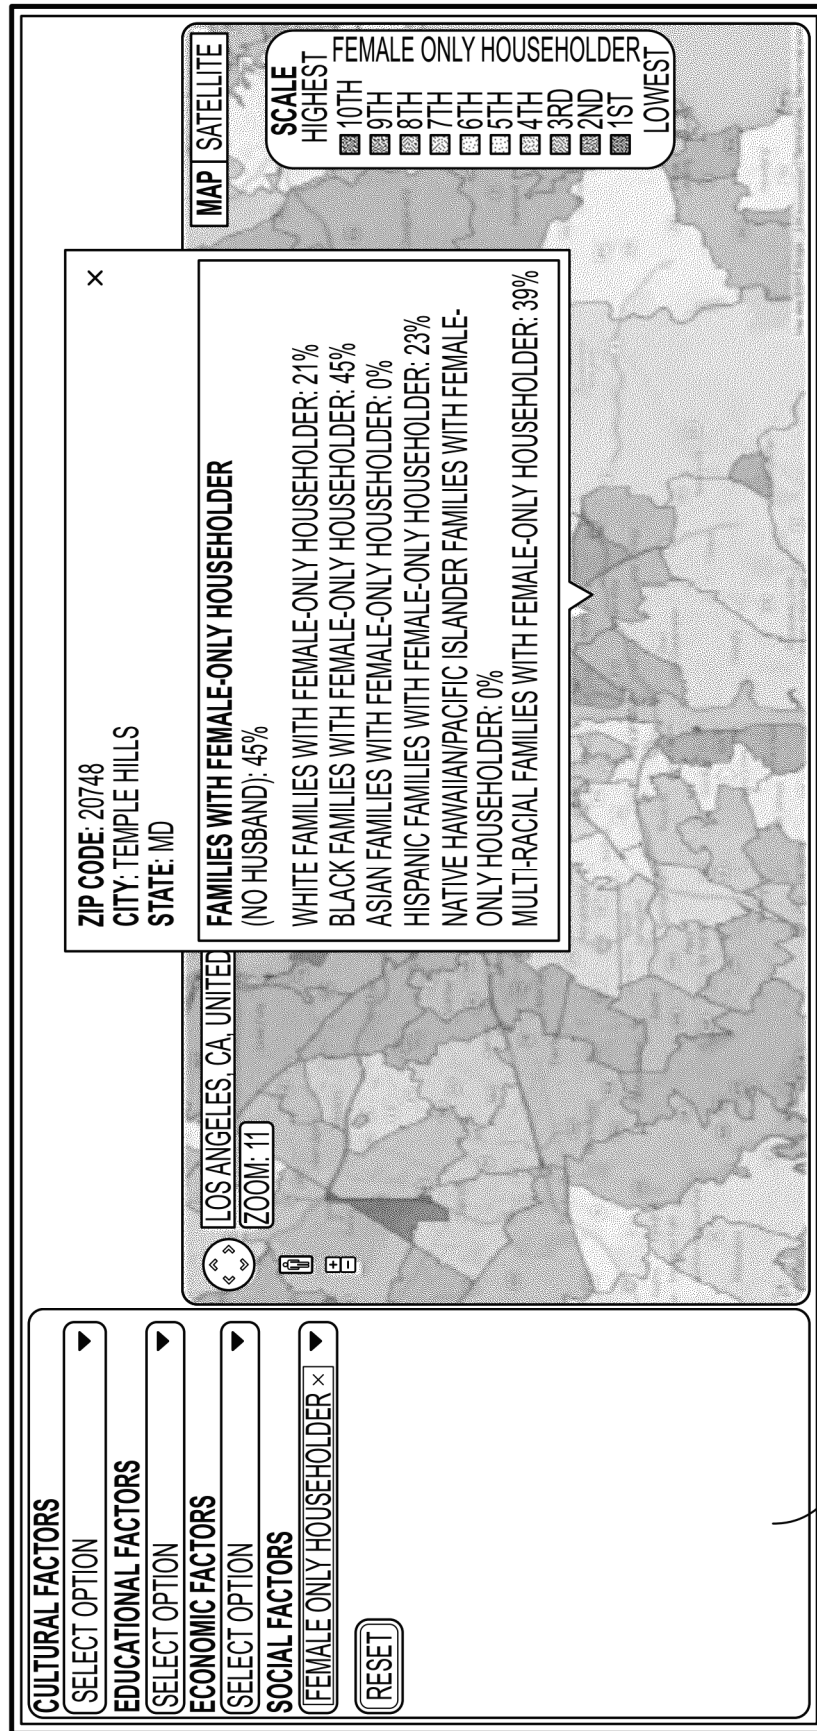 CULTURAL FACTORS
SELECT OPTION
EDUCATIONAL FACTORS
SELECT OPTION
ECONOMIC FACTORS
SELECT OPTION
SOCIAL FACTORS
FEMALE ONLY HOUSEHOLDER ×
RESET
LOS ANGELES, CA, UNITED
ZOOM: 11
+
−
MAP | SATELLITE
×
ZIP CODE: 20748
CITY: TEMPLE HILLS
STATE: MD
FAMILIES WITH FEMALE-ONLY HOUSEHOLDER
(NO HUSBAND): 45%
WHITE FAMILIES WITH FEMALE-ONLY HOUSEHOLDER: 21%
BLACK FAMILIES WITH FEMALE-ONLY HOUSEHOLDER: 45%
ASIAN FAMILIES WITH FEMALE-ONLY HOUSEHOLDER: 0%
HISPANIC FAMILIES WITH FEMALE-ONLY HOUSEHOLDER: 23%
NATIVE HAWAIIAN/PACIFIC ISLANDER FAMILIES WITH FEMALE-
ONLY HOUSEHOLDER: 0%
MULTI-RACIAL FAMILIES WITH FEMALE-ONLY HOUSEHOLDER: 39%
SCALE
HIGHEST
FEMALE ONLY HOUSEHOLDER
10TH
9TH
8TH
7TH
6TH
5TH
4TH
3RD
2ND
1ST
LOWEST